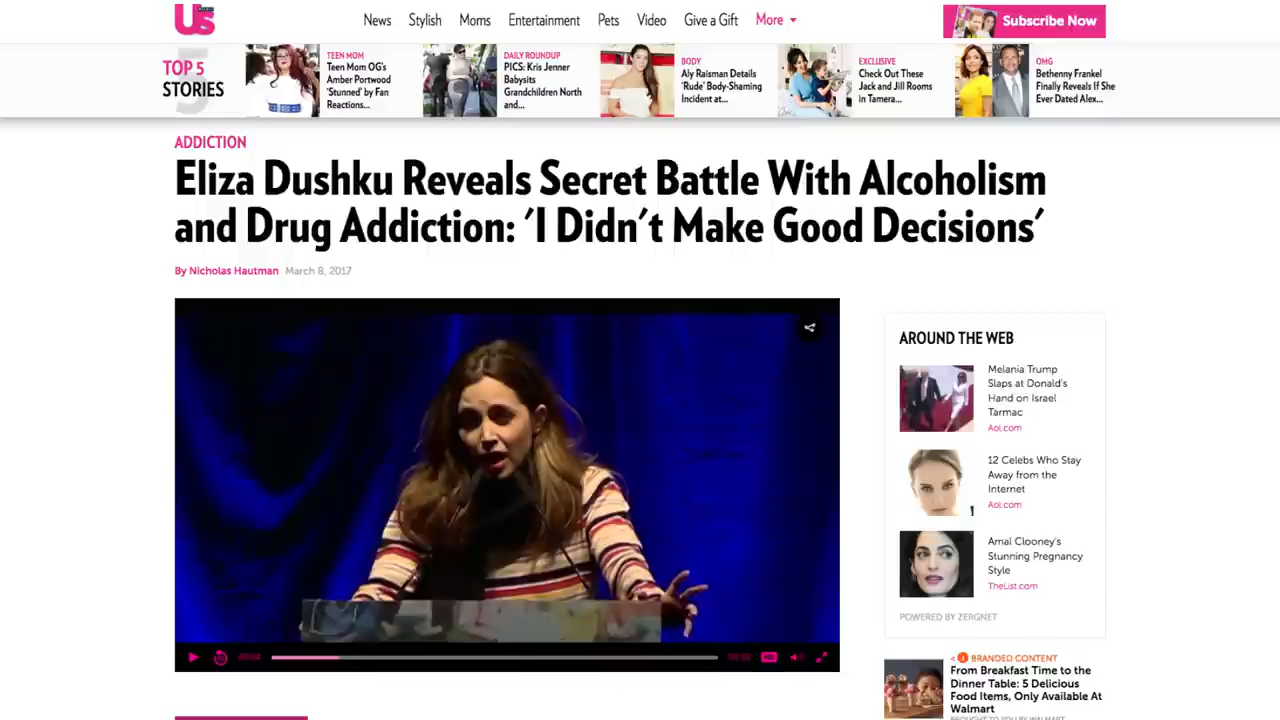 Us
News
Stylish
Moms
Entertainment
Pets
Video
Give a Gift
More
Subscribe Now
TOP 5
STORIES
TEEN MOM
Teen Mom OG's
Amber Portwood
'Stunned' by Fan
Reactions...
DAILY ROUNDUP
PICS: Kris Jenner
Babysits
Grandchildren North
and...
BODY
Aly Raisman Details
'Rude' Body-Shaming
Incident at...
EXCLUSIVE
Check Out These
Jack and Jill Rooms
in Tamera...
OMG
Bethenny Frankel
Finally Reveals If She
Ever Dated Alex...
ADDICTION
Eliza Dushku Reveals Secret Battle With Alcoholism
and Drug Addiction: 'I Didn't Make Good Decisions'
By Nicholas Hautman March 8, 2017
AROUND THE WEB
Melania Trump
Slaps at Donald's
Hand on Israel
Tarmac
Aol.com
12 Celebs Who Stay
Away from the
Internet
Aol.com
Amal Clooney's
Stunning Pregnancy
Style
TheList.com
POWERED BY ZERGNET
BRANDED CONTENT
From Breakfast Time to the
Dinner Table: 5 Delicious
Food Items, Only Available At
Walmart
BROUGHT TO YOU BY WALMART
HD